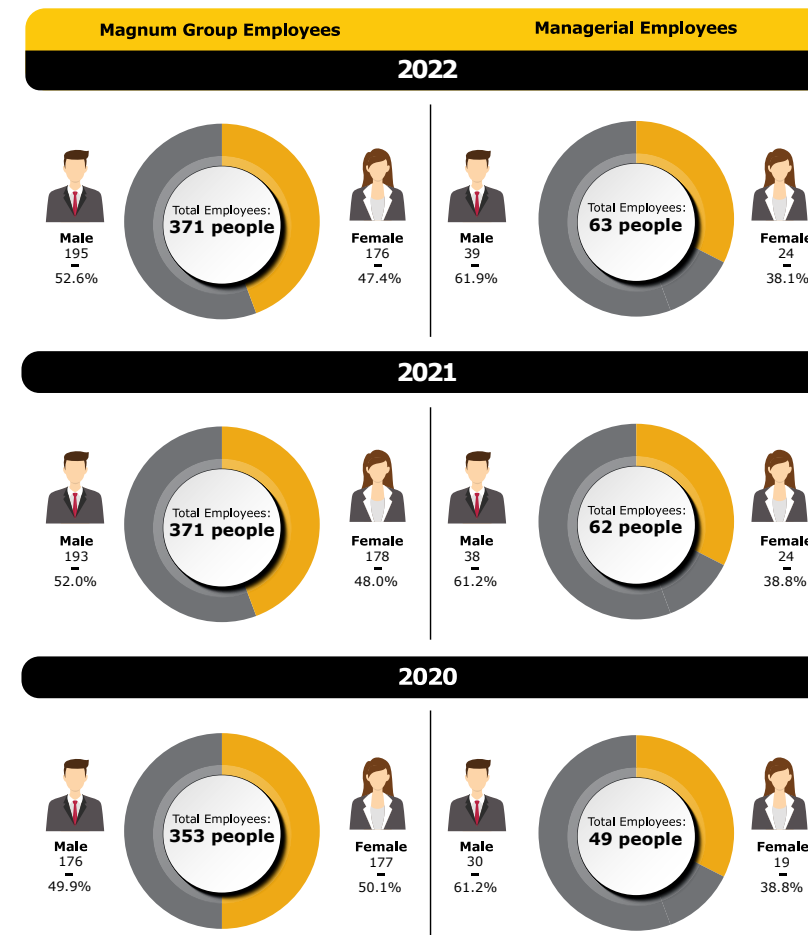 Magnum Group Employees
Managerial Employees
2022
Male
195
52.6%
Total Employees:
371 people
Female
176
47.4%
Male
39
61.9%
Total Employees:
63 people
Female
24
38.1%
2021
Male
193
52.0%
Total Employees:
371 people
Female
178
48.0%
Male
38
61.2%
Total Employees:
62 people
Female
24
38.8%
2020
Male
176
49.9%
Total Employees:
353 people
Female
177
50.1%
Male
30
61.2%
Total Employees:
49 people
Female
19
38.8%